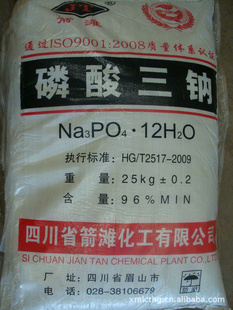 箭滩
通过ISO9001:2008质量体系认证
磷酸三钠
Na₃PO₄·12H₂O
执行标准：HG/T2517-2009
重量：25kg±0.2
含量：96%MIN
四川省箭滩化工有限公司
SI CHUAN JIAN TAN CHEMICAL PLANT CO.,LTD
厂址：四川省眉山市
电话：028-38106679